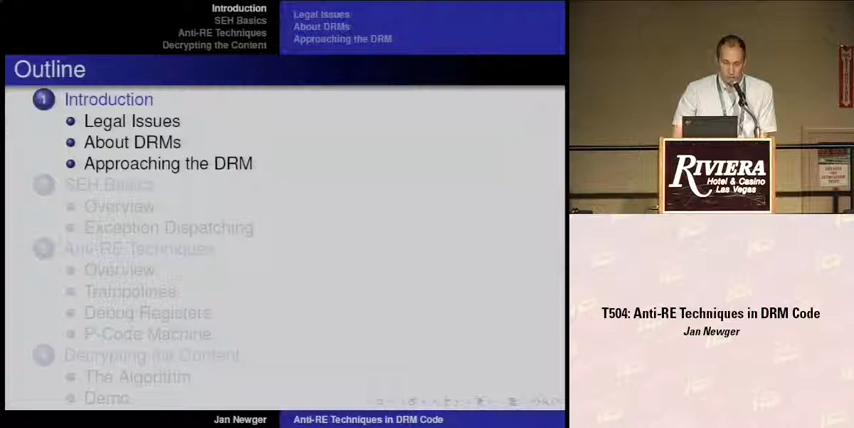 Introduction
SEH Basics
Anti-RE Techniques
Decrypting the Content
Legal Issues
About DRMs
Approaching the DRM
Outline
1 Introduction
Legal Issues
About DRMs
Approaching the DRM
SEH Basics
Overview
Exception Dispatching
Anti-RE Techniques
Overview
Trampolines
Debug Registers
P-Code Machine
Decrypting the Content
The Algorithm
Demo
Jan Newger
Anti-RE Techniques in DRM Code
RIVIERA
Hotel & Casino
Las Vegas
T504: Anti-RE Techniques in DRM Code
Jan Newger